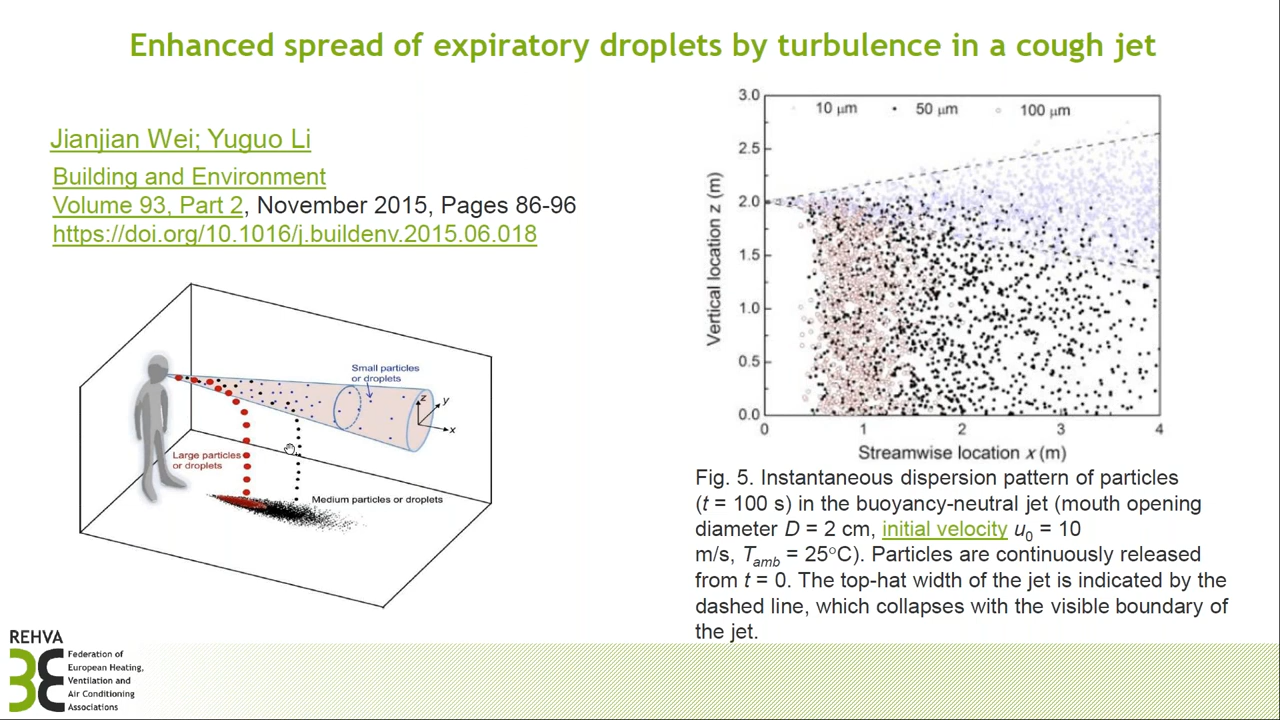 Enhanced spread of expiratory droplets by turbulence in a cough jet
Jianjian Wei; Yuguo Li
Building and Environment
Volume 93, Part 2, November 2015, Pages 86-96
https://doi.org/10.1016/j.buildenv.2015.06.018
Small particles
or droplets
z
y
x
Large particles
or droplets
Medium particles or droplets
3.0
10 μm
50 μm
100 μm
2.5
2.0
1.5
1.0
0.5
0.0
Vertical location z (m)
0
1
2
3
4
Streamwise location x (m)
Fig. 5. Instantaneous dispersion pattern of particles
(t = 100 s) in the buoyancy-neutral jet (mouth opening
diameter D = 2 cm, initial velocity u₀ = 10
m/s, Tamb = 25°C). Particles are continuously released
from t = 0. The top-hat width of the jet is indicated by the
dashed line, which collapses with the visible boundary of
the jet.
REHVA
Federation of
European Heating,
Ventilation and
Air Conditioning
Associations